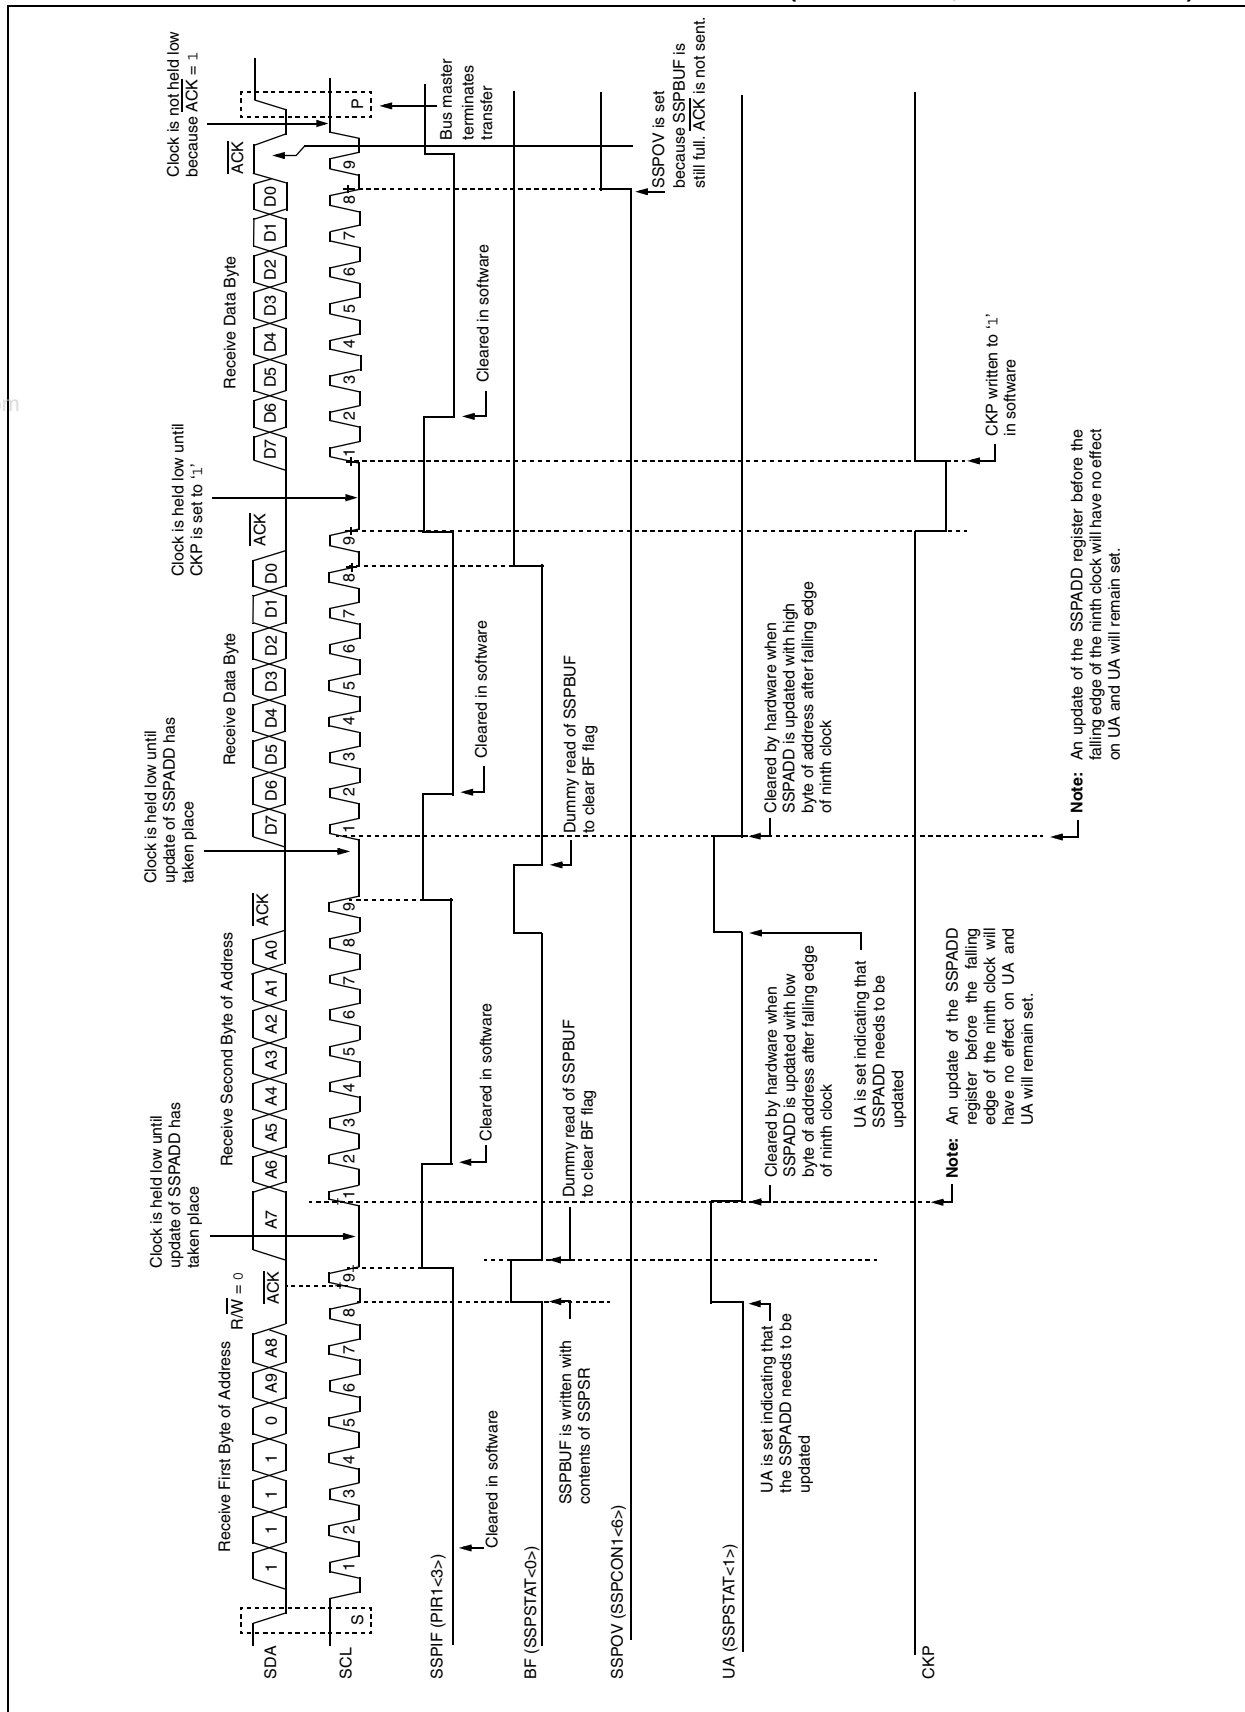 Receive First Byte of Address
R/W = 0
Receive Second Byte of Address
Receive Data Byte
Receive Data Byte
Clock is held low until
update of SSPADD has
taken place
Clock is held low until
update of SSPADD has
taken place
Clock is held low until
CKP is set to ‘1’
Clock is not held low
because ACK = 1
SDA
1 1 1 1 0 A9 A8 ACK A7 A6 A5 A4 A3 A2 A1 A0 ACK D7 D6 D5 D4 D3 D2 D1 D0 ACK D7 D6 D5 D4 D3 D2 D1 D0 ACK
SCL
S 1 2 3 4 5 6 7 8 9 1 2 3 4 5 6 7 8 9 1 2 3 4 5 6 7 8 9 1 2 3 4 5 6 7 8 9 P
Bus master
terminates
transfer
SSPIF (PIR1<3>)
Cleared in software
Cleared in software
Cleared in software
Cleared in software
BF (SSPSTAT<0>)
SSPBUF is written with
contents of SSPSR
Dummy read of SSPBUF
to clear BF flag
Dummy read of SSPBUF
to clear BF flag
SSPOV (SSPCON1<6>)
SSPOV is set
because SSPBUF is
still full. ACK is not sent.
UA (SSPSTAT<1>)
UA is set indicating that
the SSPADD needs to be
updated
Cleared by hardware when
SSPADD is updated with low
byte of address after falling edge
of ninth clock
UA is set indicating that
SSPADD needs to be
updated
Cleared by hardware when
SSPADD is updated with high
byte of address after falling edge
of ninth clock
CKP
CKP written to ‘1’
in software
Note: An update of the SSPADD
register before the falling
edge of the ninth clock will
have no effect on UA and
UA will remain set.
Note: An update of the SSPADD register before the
falling edge of the ninth clock will have no effect
on UA and UA will remain set.